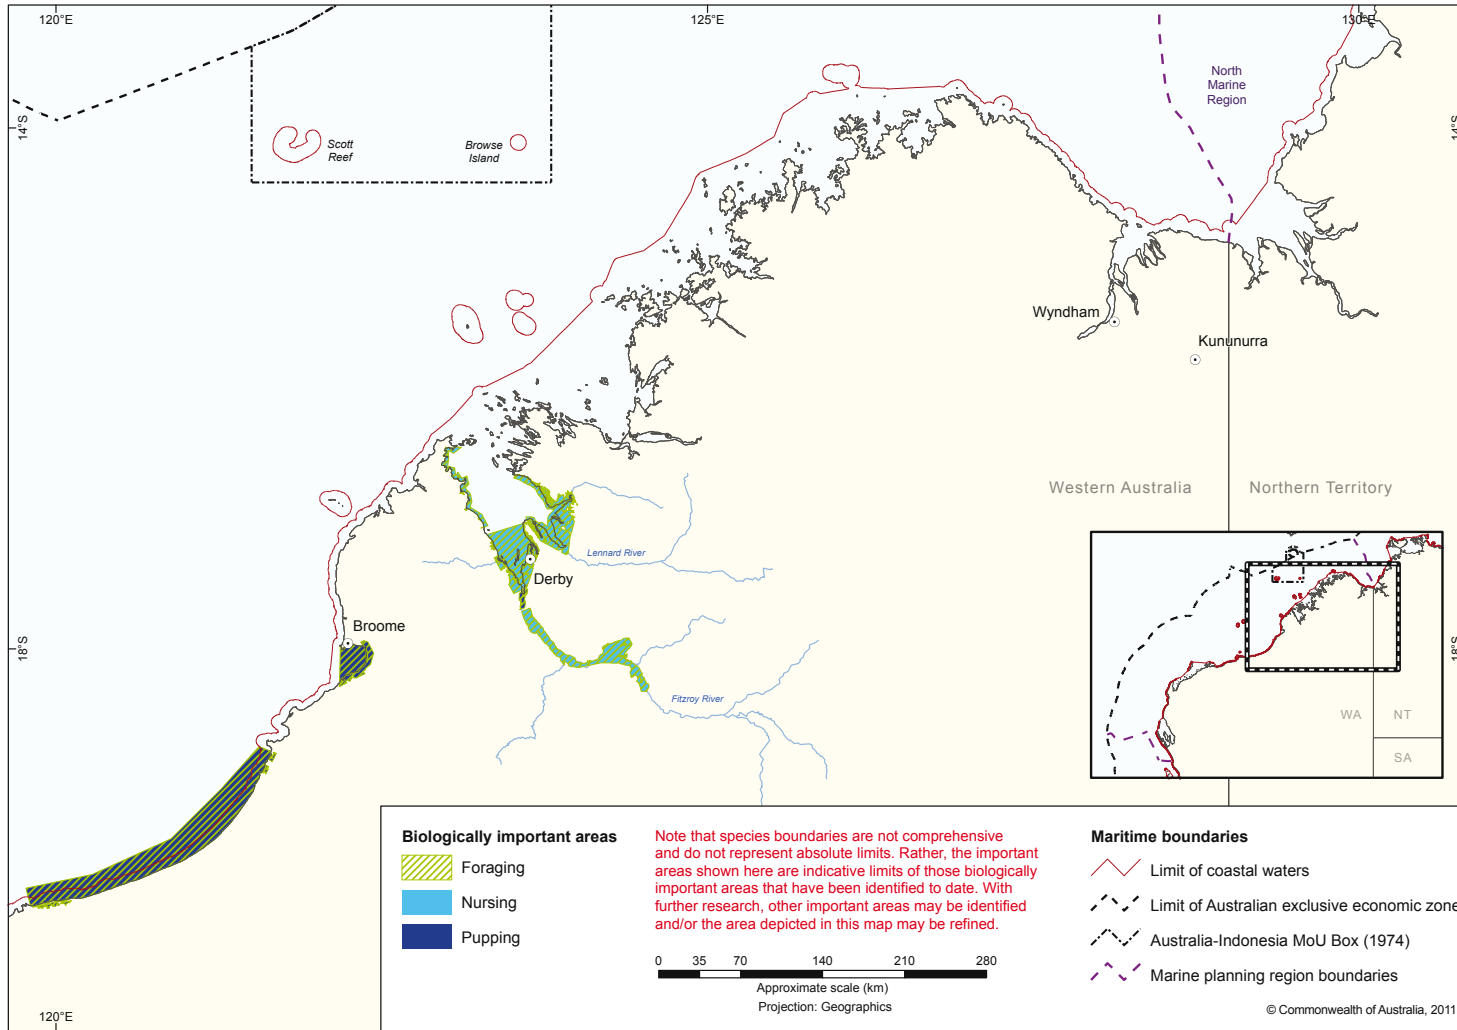 120°E
125°E
130°E
14°S
14°S
North
Marine
Region
Scott
Reef
Browse
Island
Wyndham
Kununurra
Western Australia
Northern Territory
Lennard River
Derby
Broome
18°S
18°S
Fitzroy River
WA
NT
SA
Biologically important areas
Foraging
Nursing
Pupping
Note that species boundaries are not comprehensive
and do not represent absolute limits. Rather, the important
areas shown here are indicative limits of those biologically
important areas that have been identified to date. With
further research, other important areas may be identified
and/or the area depicted in this map may be refined.
0 35 70 140 210 280
Approximate scale (km)
Projection: Geographics
Maritime boundaries
Limit of coastal waters
Limit of Australian exclusive economic zone
Australia-Indonesia MoU Box (1974)
Marine planning region boundaries
© Commonwealth of Australia, 2011
120°E